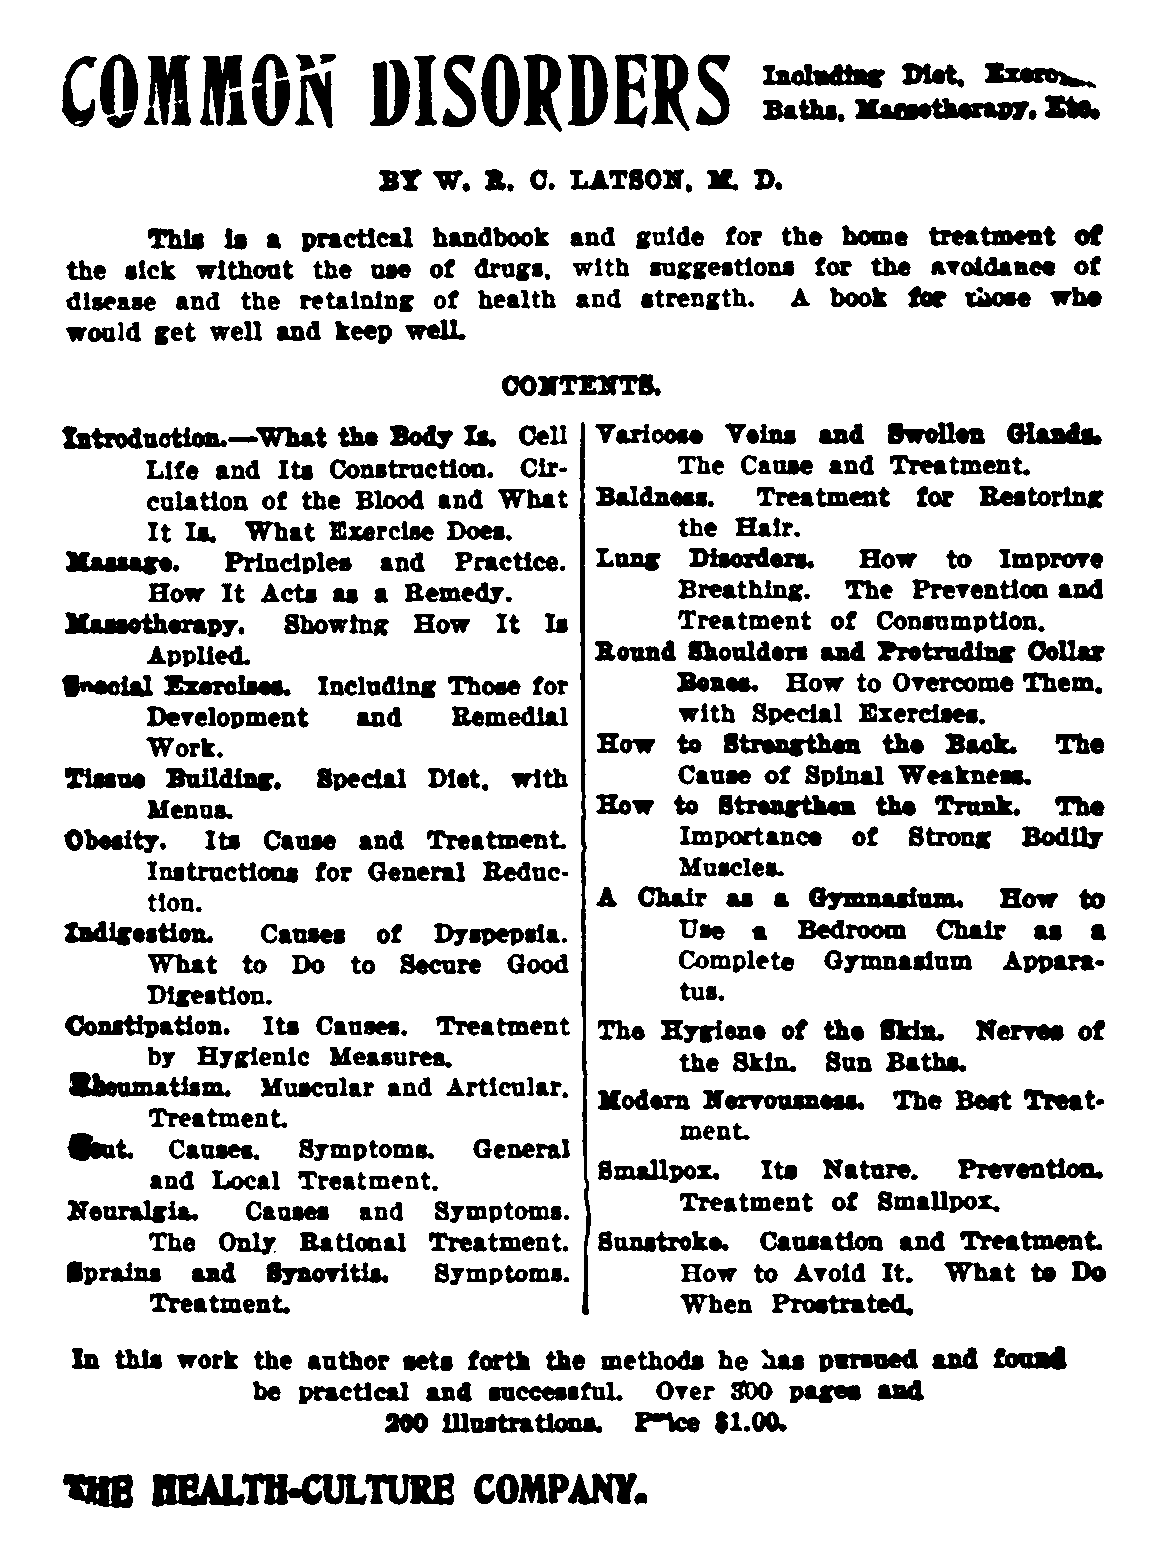 COMMON DISORDERS
Including Diet, Exercise,
Baths, Massotherapy, Etc.
BY W. R. C. LATSON, M. D.
This is a practical handbook and guide for the home treatment of
the sick without the use of drugs, with suggestions for the avoidance of
disease and the retaining of health and strength. A book for those who
would get well and keep well.
CONTENTS.
Introduction.—What the Body Is. Cell
Life and Its Construction. Cir-
culation of the Blood and What
It Is. What Exercise Does.
Massage. Principles and Practice.
How It Acts as a Remedy.
Massotherapy. Showing How It Is
Applied.
Special Exercises. Including Those for
Development and Remedial
Work.
Tissue Building. Special Diet, with
Menus.
Obesity. Its Cause and Treatment.
Instructions for General Reduc-
tion.
Indigestion. Causes of Dyspepsia.
What to Do to Secure Good
Digestion.
Constipation. Its Causes. Treatment
by Hygienic Measures.
Rheumatism. Muscular and Articular.
Treatment.
Gout. Causes. Symptoms. General
and Local Treatment.
Neuralgia. Causes and Symptoms.
The Only Rational Treatment.
Sprains and Synovitis. Symptoms.
Treatment.
Varicose Veins and Swollen Glands.
The Cause and Treatment.
Baldness. Treatment for Restoring
the Hair.
Lung Disorders. How to Improve
Breathing. The Prevention and
Treatment of Consumption.
Round Shoulders and Protruding Collar
Bones. How to Overcome Them,
with Special Exercises.
How to Strengthen the Back. The
Cause of Spinal Weakness.
How to Strengthen the Trunk. The
Importance of Strong Bodily
Muscles.
A Chair as a Gymnasium. How to
Use a Bedroom Chair as a
Complete Gymnasium Appara-
tus.
The Hygiene of the Skin. Nerves of
the Skin. Sun Baths.
Modern Nervousness. The Best Treat-
ment.
Smallpox. Its Nature. Prevention.
Treatment of Smallpox.
Sunstroke. Causation and Treatment.
How to Avoid It. What to Do
When Prostrated.
In this work the author sets forth the methods he has pursued and found
be practical and successful. Over 300 pages and
200 illustrations. Price $1.00.
THE HEALTH-CULTURE COMPANY.